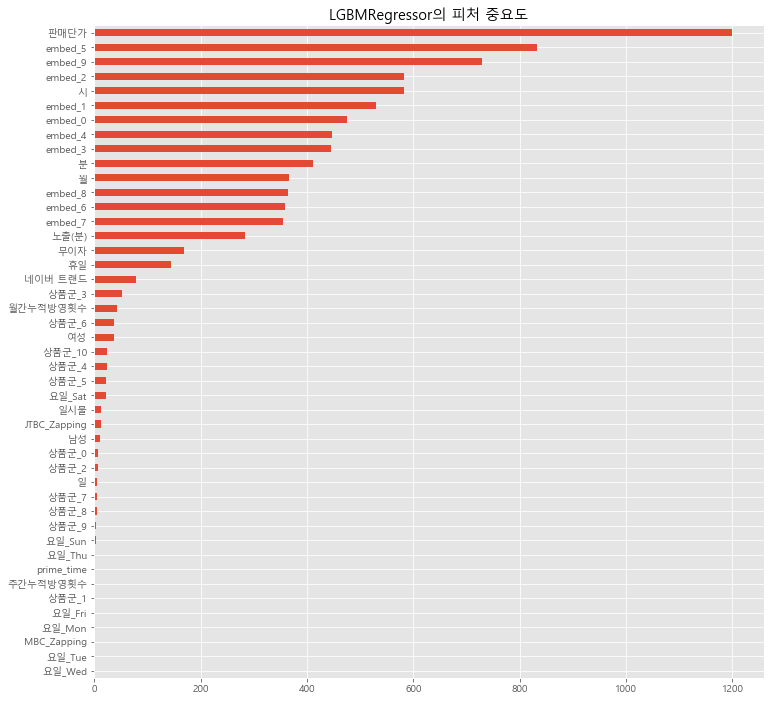 LGBMRegressor의 피처 중요도
판매단가
embed_5
embed_9
embed_2
시
embed_1
embed_0
embed_4
embed_3
분
월
embed_8
embed_6
embed_7
노출(분)
무이자
휴일
네이버 트랜드
상품군_3
월간누적방영횟수
상품군_6
여성
상품군_10
상품군_4
상품군_5
요일_Sat
일시불
JTBC_Zapping
남성
상품군_0
상품군_2
일
상품군_7
상품군_8
상품군_9
요일_Sun
요일_Thu
prime_time
주간누적방영횟수
상품군_1
요일_Fri
요일_Mon
MBC_Zapping
요일_Tue
요일_Wed
0 200 400 600 800 1000 1200